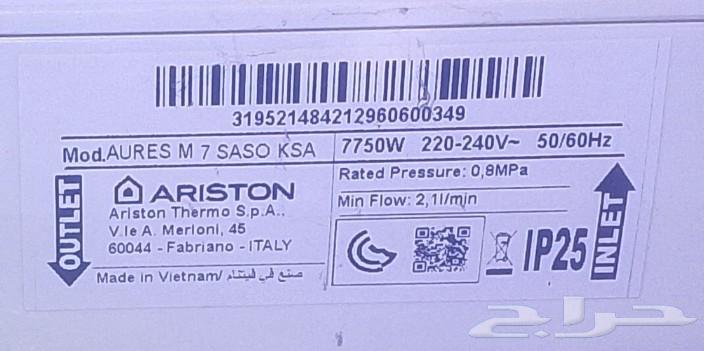 319521484212960600349
Mod.AURES M 7 SASO KSA
7750W 220-240V~ 50/60Hz
Rated Pressure: 0,8MPa
Min Flow: 2,1l/min
OUTLET
ARISTON
Ariston Thermo S.p.A..
V.le A. Merloni, 45
60044 - Fabriano - ITALY
Made in Vietnam/ صنع في فيتنام
IP25
INLET
حراج